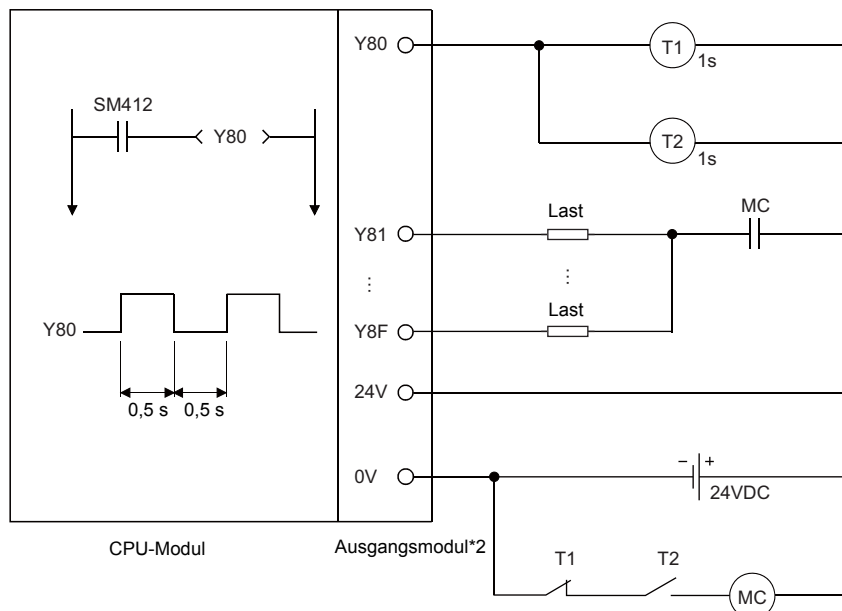 Y80
T1
1s
SM412
Y80
T2
1s
Last
MC
Y81
Last
Y80
Y8F
24V
0,5 s
0,5 s
0V
− +
24VDC
CPU-Modul
Ausgangsmodul*2
T1
T2
MC